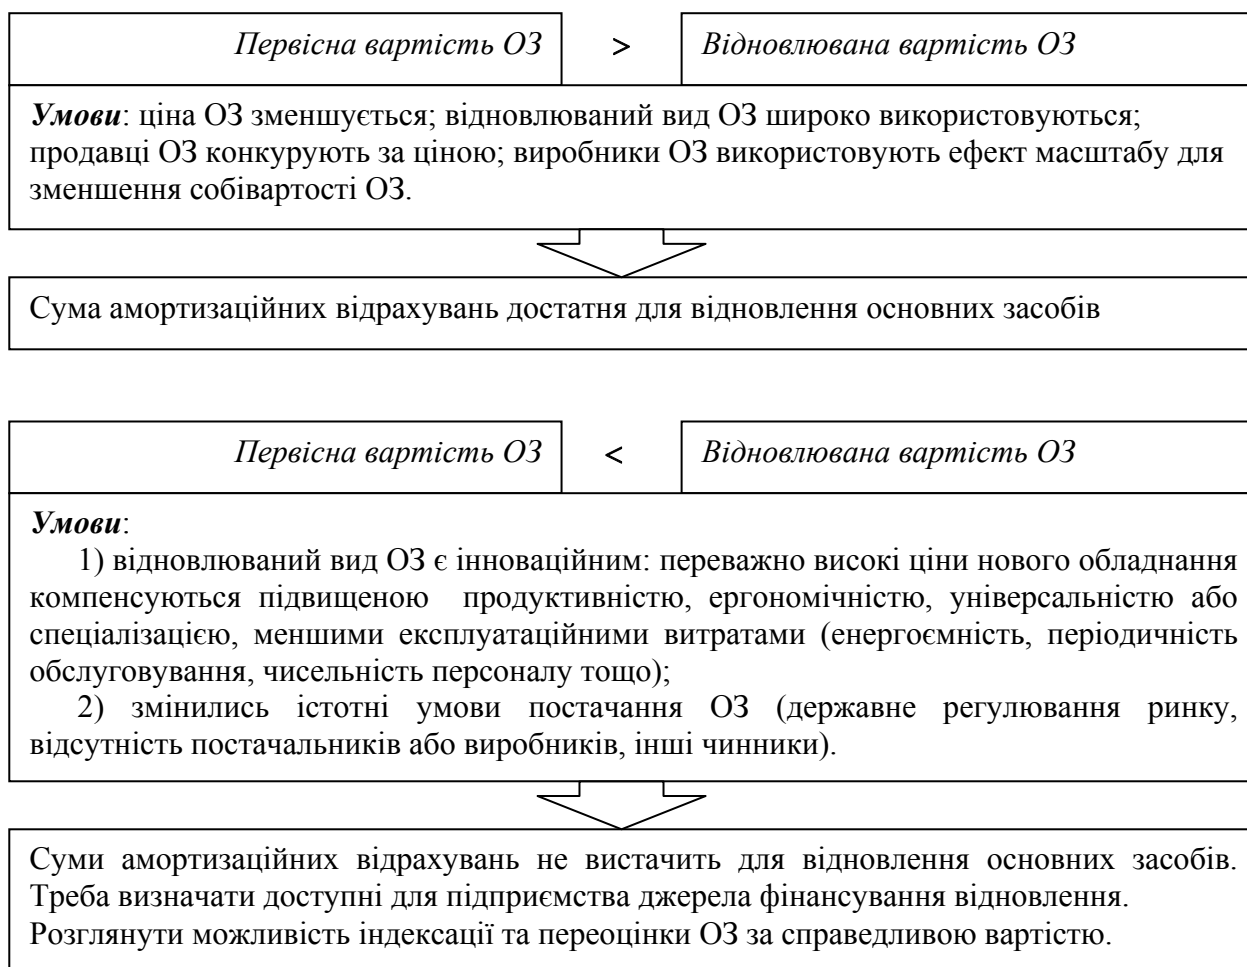 Первісна вартість ОЗ > Відновлювана вартість ОЗ
Умови: ціна ОЗ зменшується; відновлюваний вид ОЗ широко використовуються;
продавці ОЗ конкурують за ціною; виробники ОЗ використовують ефект масштабу для
зменшення собівартості ОЗ.
Сума амортизаційних відрахувань достатня для відновлення основних засобів
Первісна вартість ОЗ < Відновлювана вартість ОЗ
Умови:
1) відновлюваний вид ОЗ є інноваційним: переважно високі ціни нового обладнання
компенсуються підвищеною продуктивністю, ергономічністю, універсальністю або
спеціалізацією, меншими експлуатаційними витратами (енергоємність, періодичність
обслуговування, чисельність персоналу тощо);
2) змінились істотні умови постачання ОЗ (державне регулювання ринку,
відсутність постачальників або виробників, інші чинники).
Суми амортизаційних відрахувань не вистачить для відновлення основних засобів.
Треба визначати доступні для підприємства джерела фінансування відновлення.
Розглянути можливість індексації та переоцінки ОЗ за справедливою вартістю.